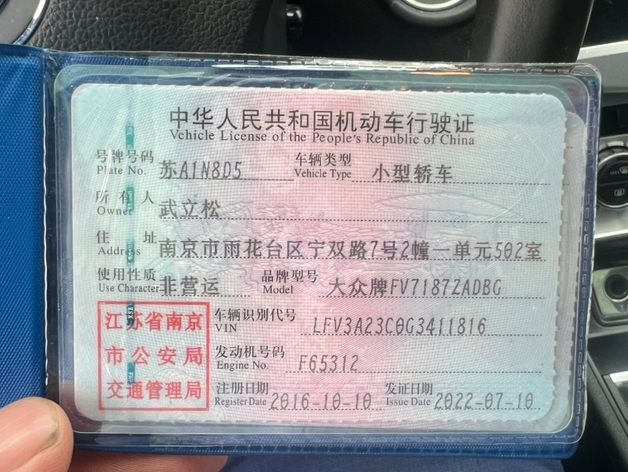 中华人民共和国机动车行驶证
Vehicle License of the People's Republic of China
号牌号码 Plate No. 苏A1N8D5 车辆类型 Vehicle Type 小型轿车
所有人 Owner 武立松
住址 Address 南京市雨花台区宁双路7号2幢一单元502室
使用性质 Use Character 非营运 品牌型号 Model 大众牌FV7187ZADBG
江苏省南京
市公安局
交通管理局
车辆识别代号 VIN LFV3A23C0G3411816
发动机号码 Engine No. F65312
注册日期 Register Date 2016-10-10 发证日期 Issue Date 2022-07-10